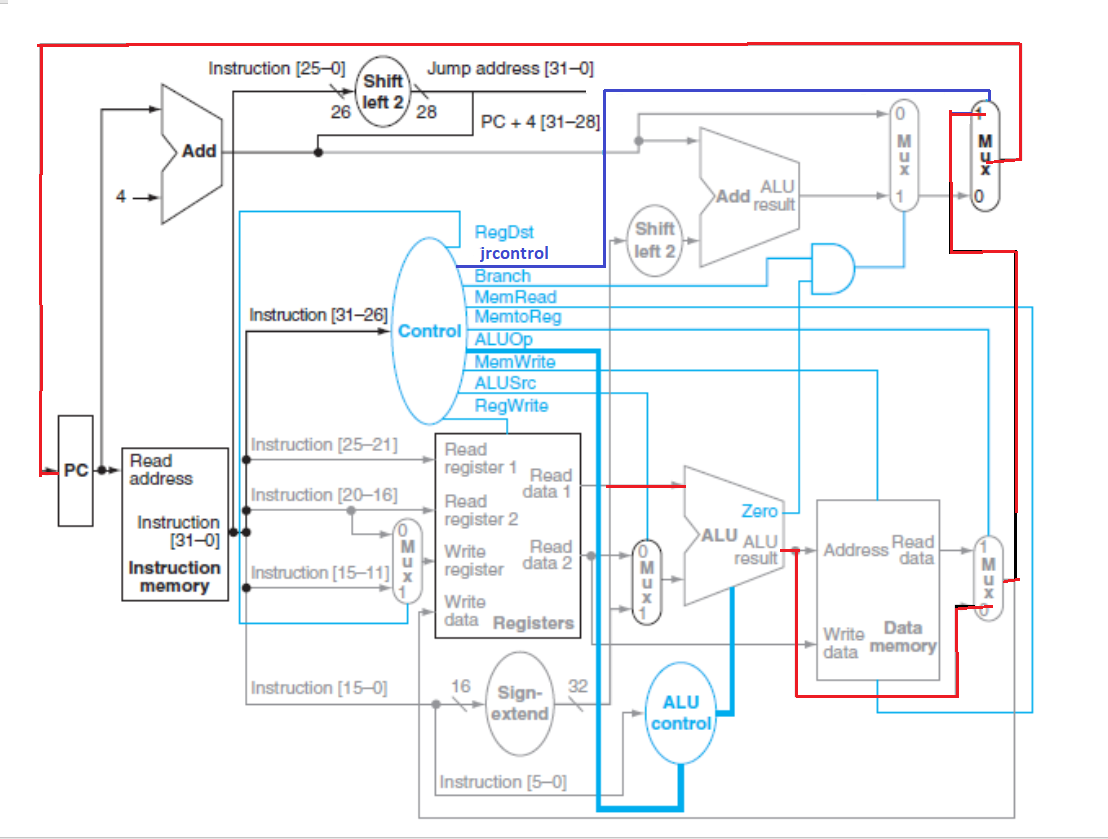 Instruction [25–0]
Shift
left 2
Jump address [31–0]
26
28
PC + 4 [31–28]
Add
4
0
M
u
x
1
1
M
u
x
0
Add
ALU
result
Shift
left 2
RegDst
jrcontrol
Branch
MemRead
MemtoReg
ALUOp
MemWrite
ALUSrc
RegWrite
Instruction [31–26]
Control
PC
Read
address
Instruction
[31–0]
Instruction
memory
Instruction [25–21]
Instruction [20–16]
Instruction [15–11]
0
M
u
x
1
Read
register 1
Read
data 1
Read
register 2
Write
register
Read
data 2
Write
data
Registers
0
M
u
x
1
Zero
ALU
ALU
result
Address
Read
data
Write
data
Data
memory
1
M
u
x
0
Instruction [15–0]
16
Sign-
extend
32
ALU
control
Instruction [5–0]